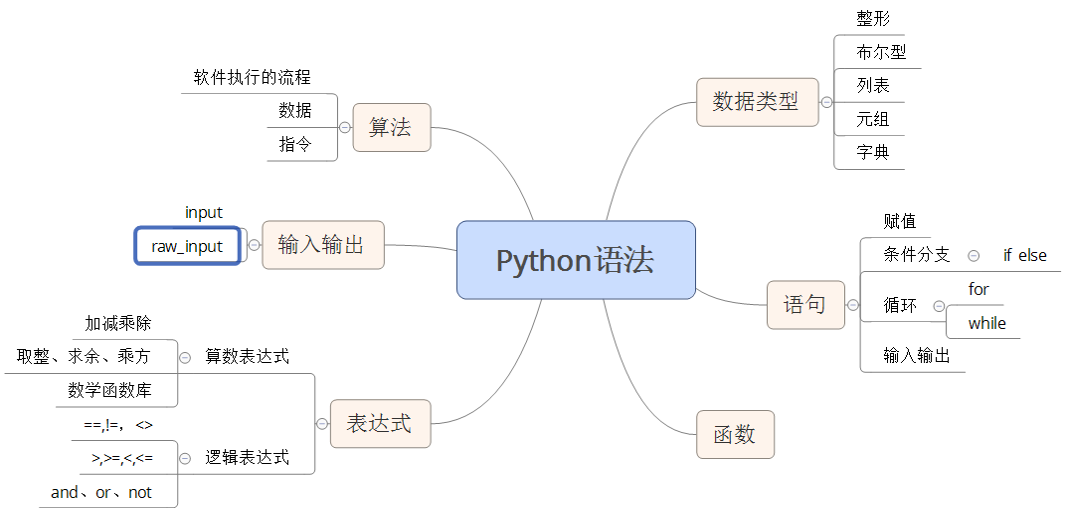 Python语法
算法
软件执行的流程
数据
指令
输入输出
input
raw_input
表达式
算数表达式
加减乘除
取整、求余、乘方
数学函数库
逻辑表达式
==,!=，<>
>,>=,<,<=
and、or、not
数据类型
整形
布尔型
列表
元组
字典
语句
赋值
条件分支
if else
循环
for
while
输入输出
函数